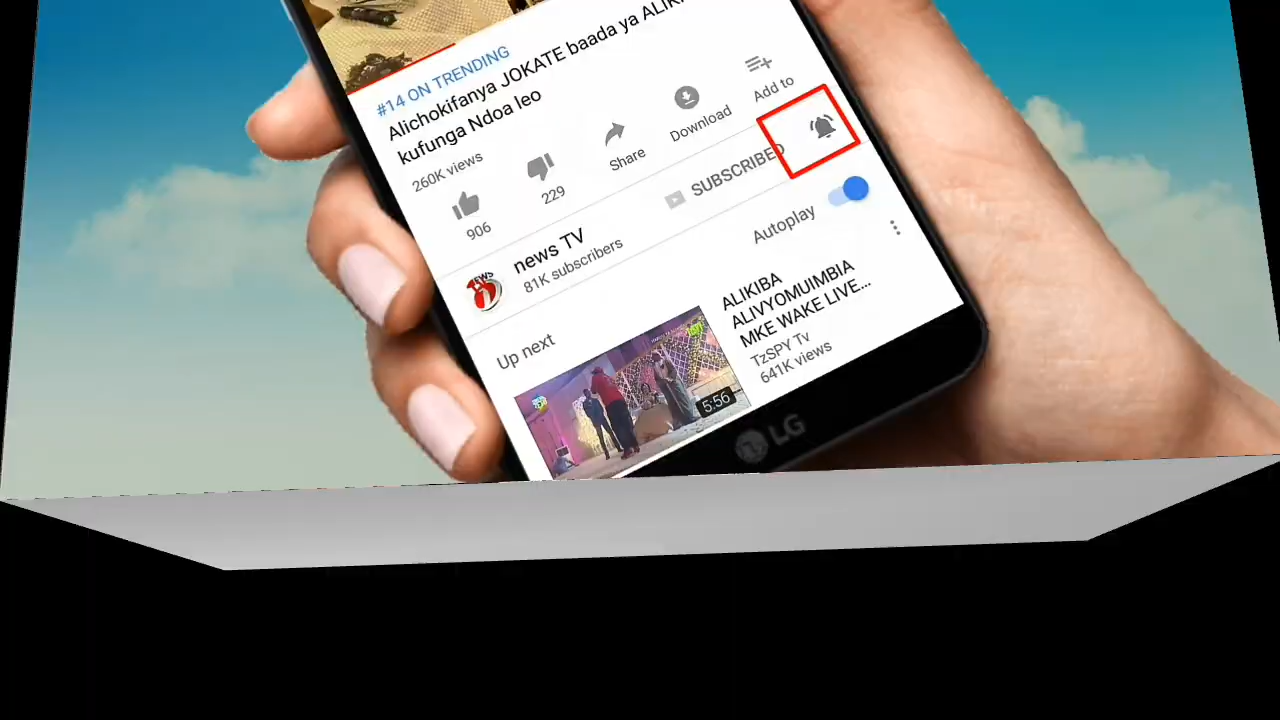 #14 ON TRENDING
Alichokifanya JOKATE baada ya
kufunga Ndoa leo
260K views
906
229
Share
Download
Add to
news TV
81K subscribers
SUBSCRIBED
Autoplay
Up next
ALIKIBA
ALIVYOMUIMBIA
MKE WAKE LIVE...
TzSPY Tv
641K views
5:56
LG